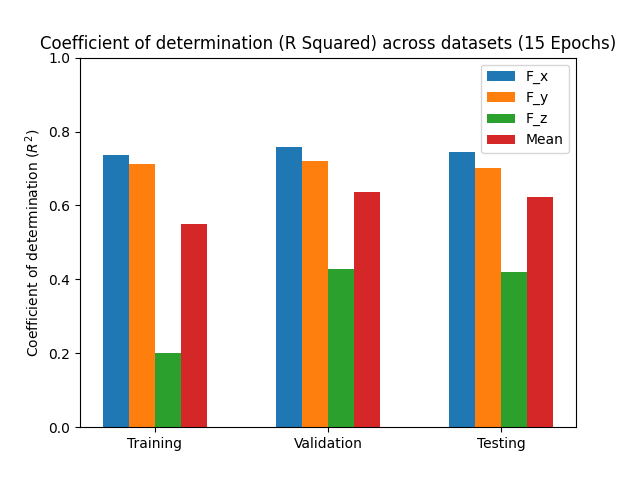 Coefficient of determination (R Squared) across datasets (15 Epochs)
Coefficient of determination (R²)
1.0
0.8
0.6
0.4
0.2
0.0
F_x
F_y
F_z
Mean
Training
Validation
Testing